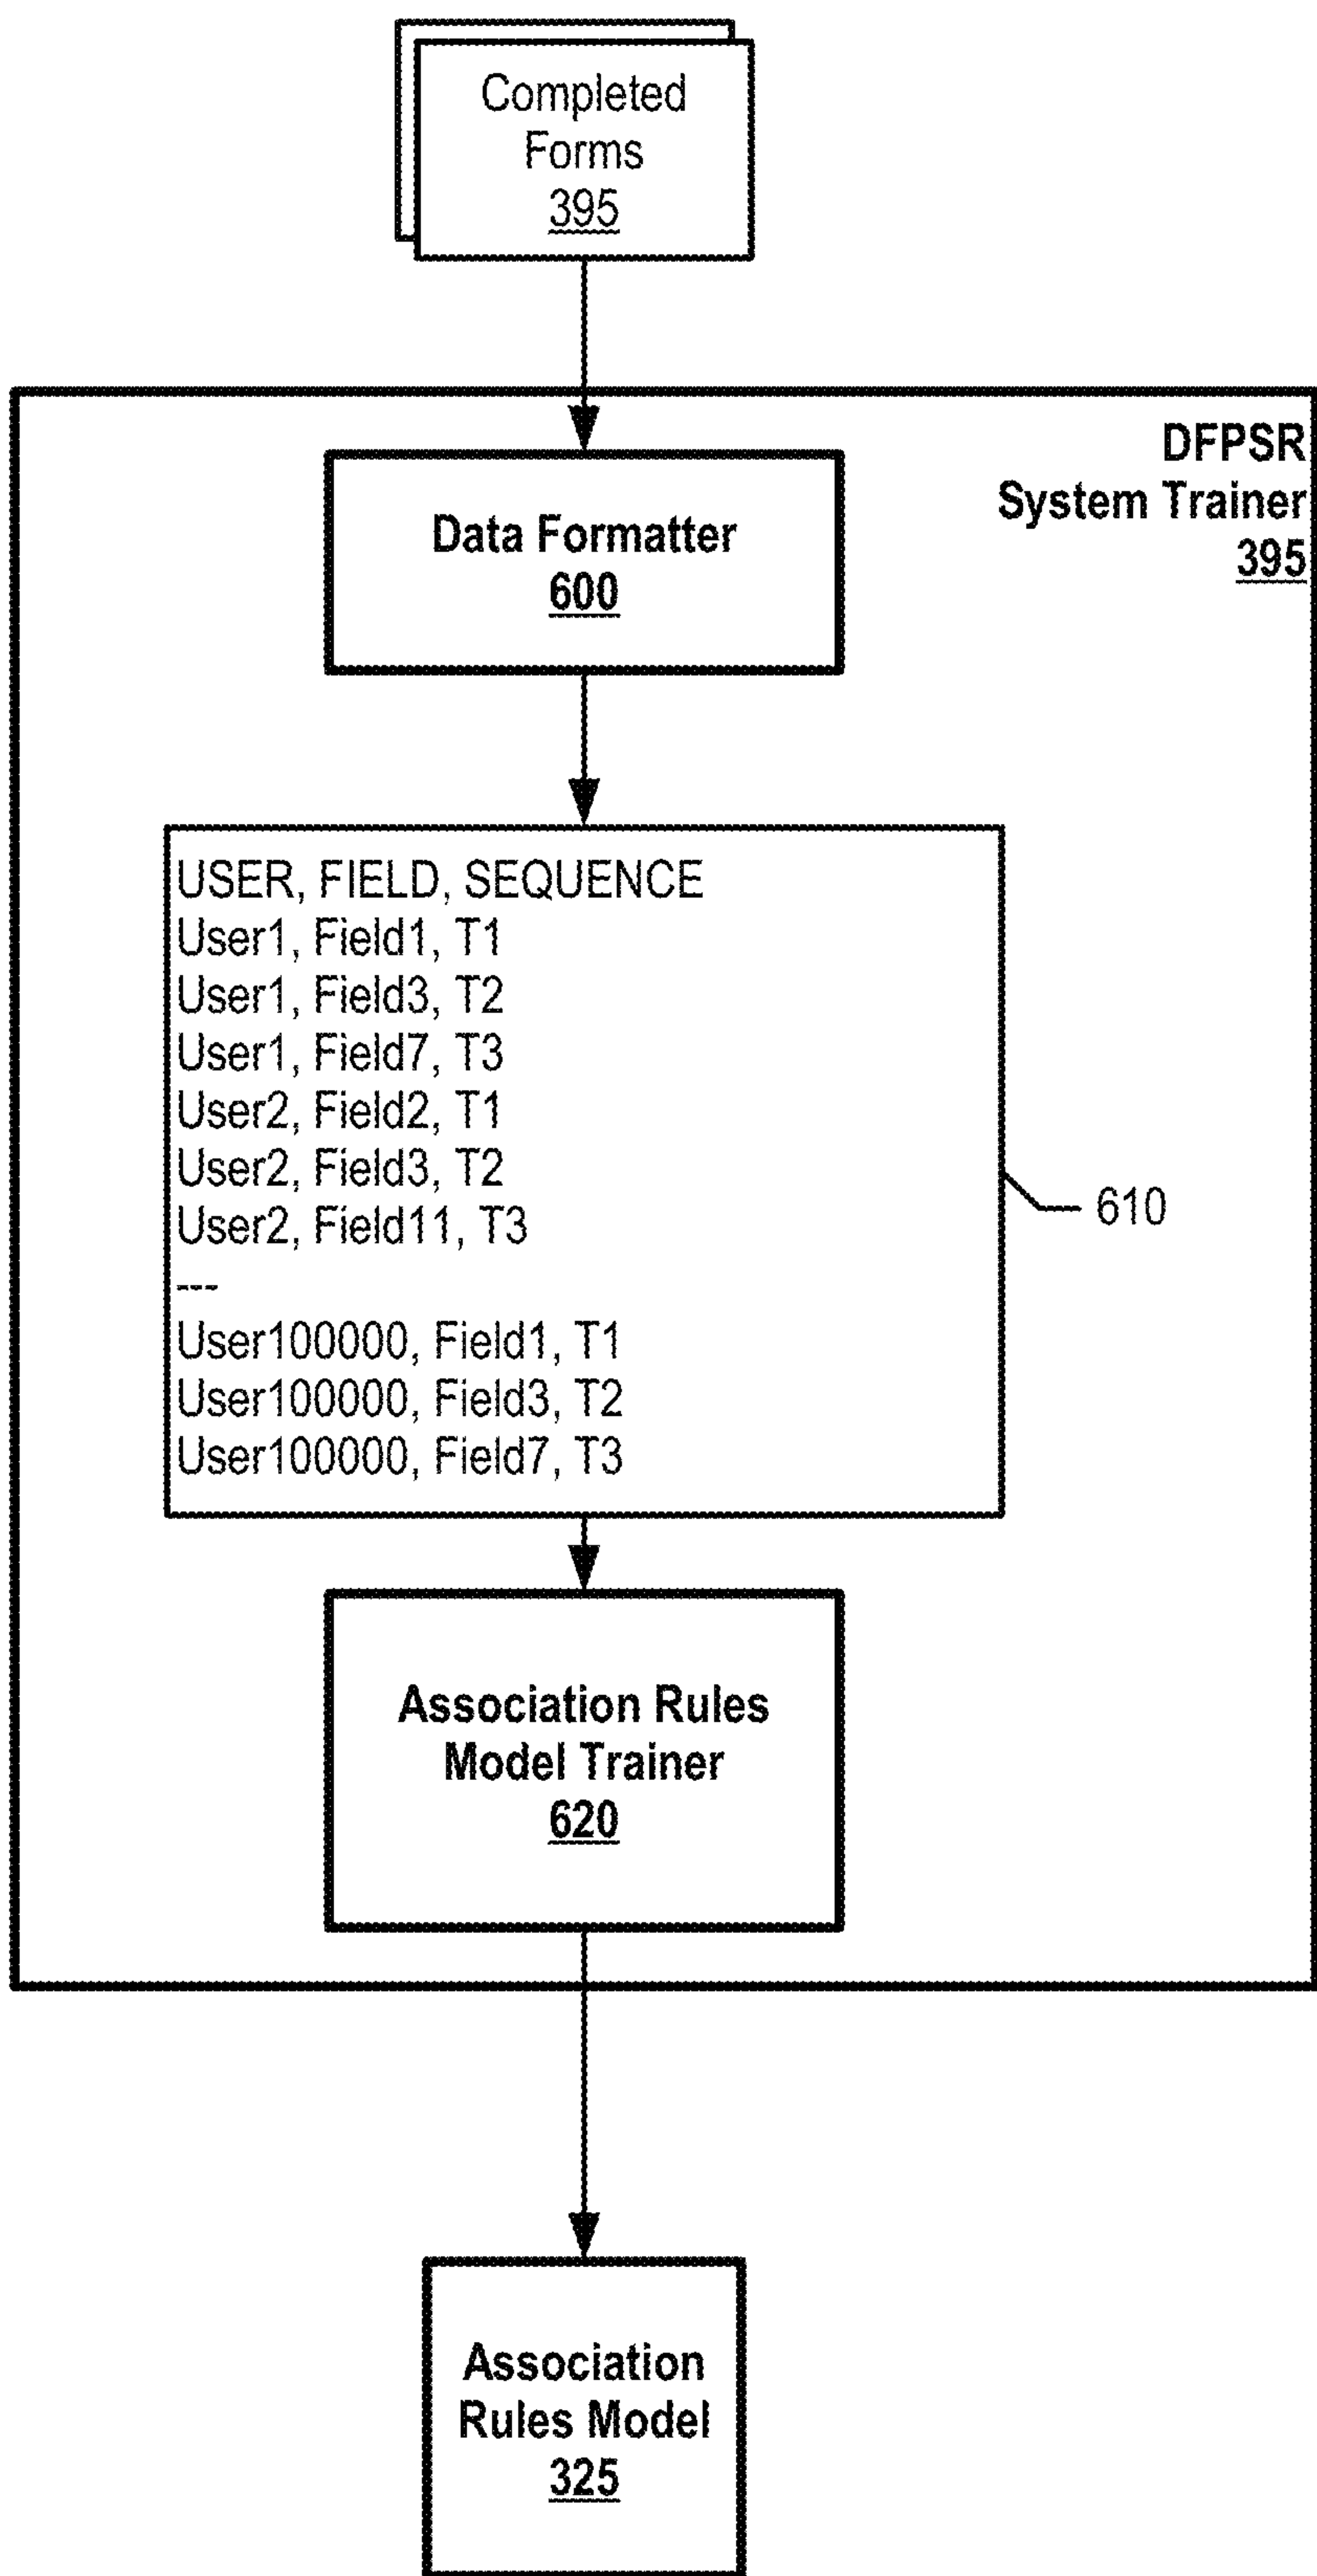 Completed
Forms
395
DFPSR
System Trainer
395
Data Formatter
600
USER, FIELD, SEQUENCE
User1, Field1, T1
User1, Field3, T2
User1, Field7, T3
User2, Field2, T1
User2, Field3, T2
User2, Field11, T3
---
User100000, Field1, T1
User100000, Field3, T2
User100000, Field7, T3
610
Association Rules
Model Trainer
620
Association
Rules Model
325